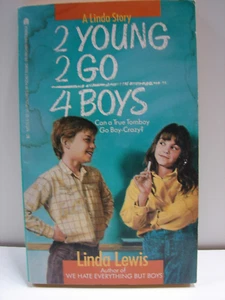 A Linda Story
2 YOUNG
2 GO
4 BOYS
Can a True Tomboy
Go Boy-Crazy?
Linda Lewis
Author of
WE HATE EVERYTHING BUT BOYS